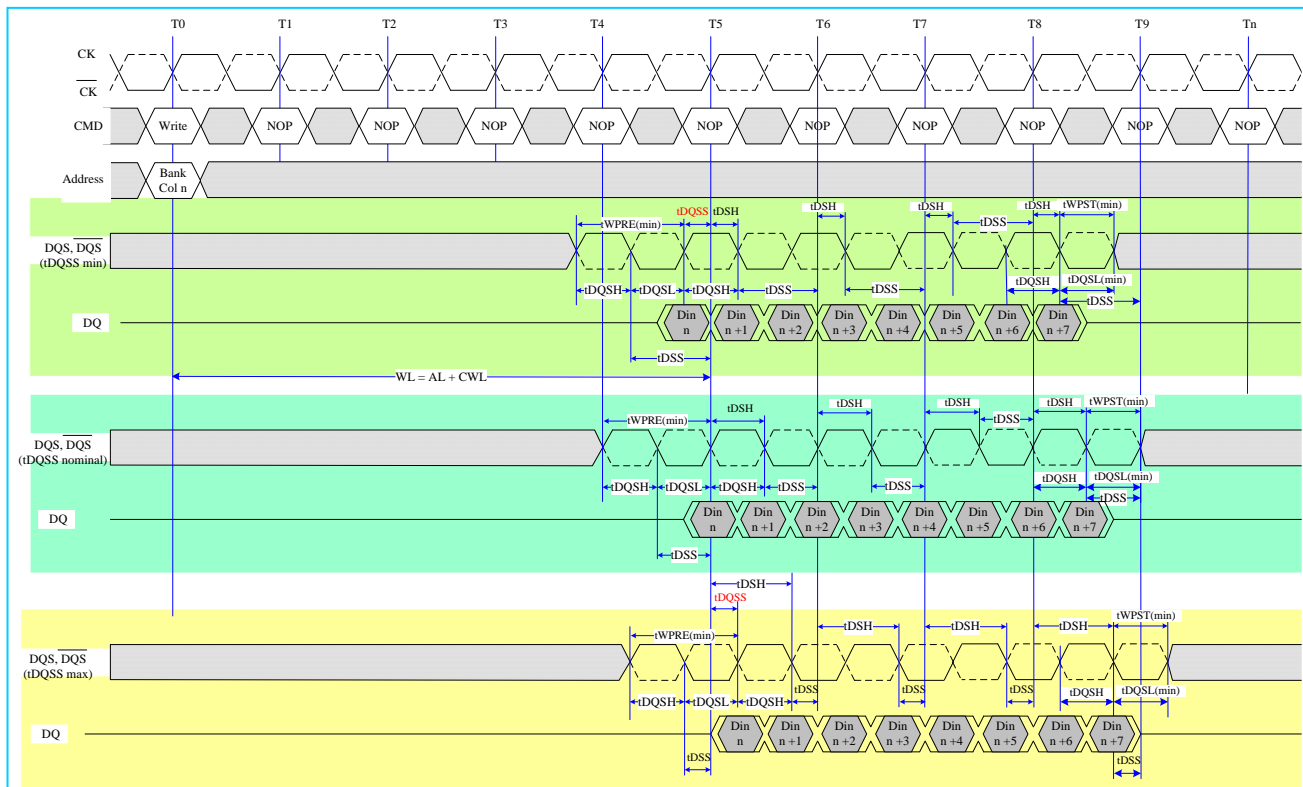 T0 T1 T2 T3 T4 T5 T6 T7 T8 T9 Tn
CK
CK
CMD Write NOP NOP NOP NOP NOP NOP NOP NOP NOP NOP
Address Bank
Col n
tWPRE(min) tDQSS tDSH tDSH tDSH tDSS tDSH tWPST(min)
DQS, DQS
(tDQSS min)
tDQSH tDQSL tDQSH tDSS tDSS tDQSH tDQSL(min)
tDSS
DQ Din Din Din Din Din Din Din Din
n n +1 n +2 n +3 n +4 n +5 n +6 n +7
tDSS
WL = AL + CWL
tWPRE(min) tDSH tDSH tDSH tDSS tDSH tWPST(min)
DQS, DQS
(tDQSS nominal)
tDQSH tDQSL tDQSH tDSS tDSS tDQSH tDQSL(min)
tDSS
DQ Din Din Din Din Din Din Din Din
n n +1 n +2 n +3 n +4 n +5 n +6 n +7
tDSS
tDSH
tDQSS
tWPRE(min) tDSH tDSH tDSH tWPST(min)
DQS, DQS
(tDQSS max)
tDQSH tDQSL tDQSH tDSS tDSS tDSS tDQSH tDQSL(min)
DQ Din Din Din Din Din Din Din Din
n n +1 n +2 n +3 n +4 n +5 n +6 n +7
tDSS tDSS